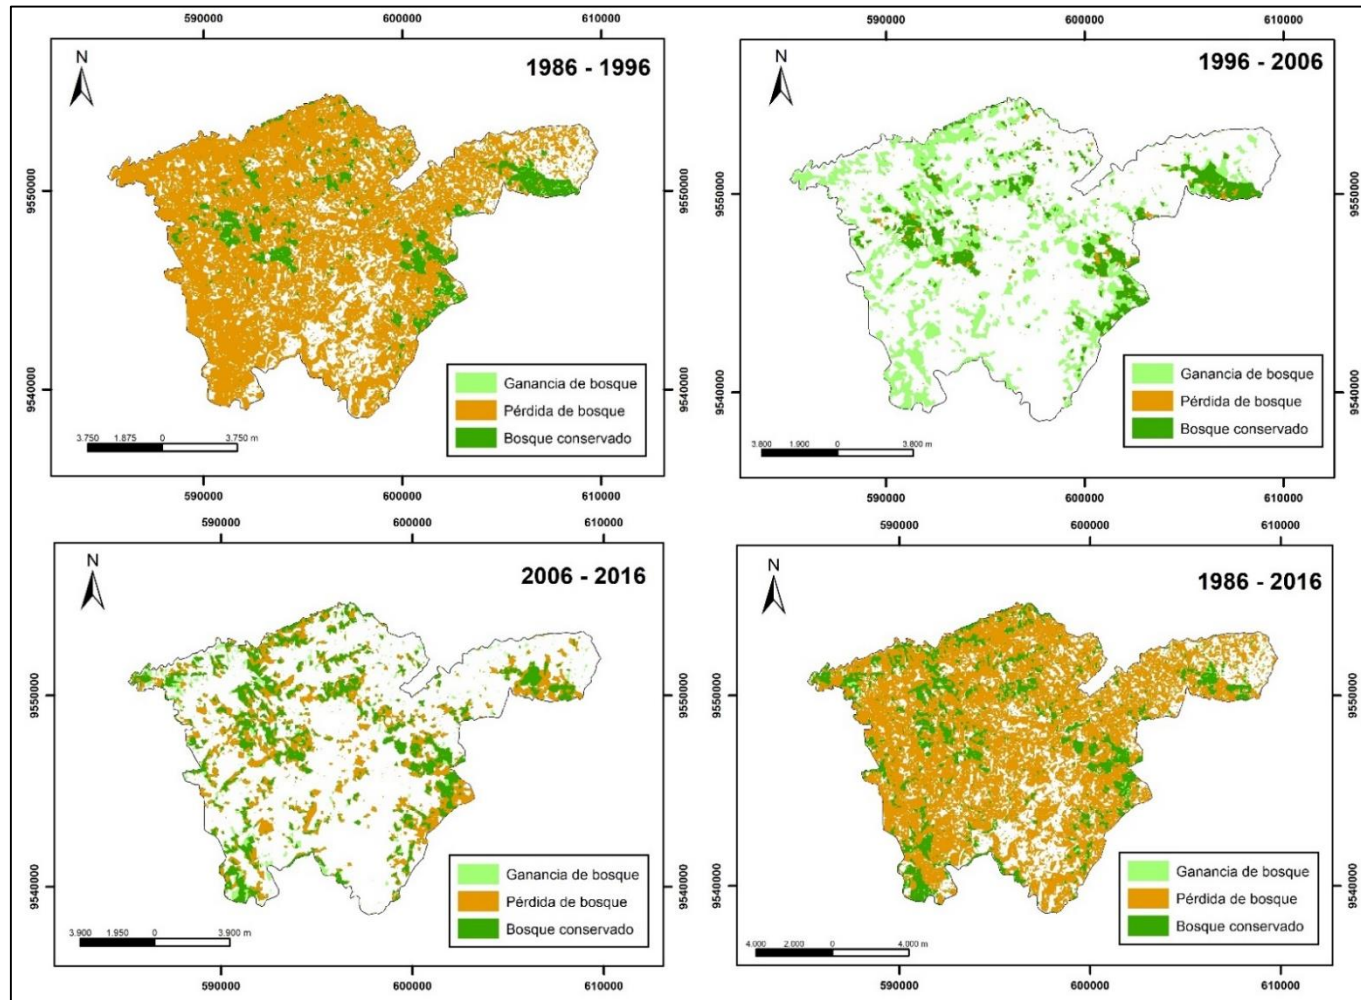 590000 600000 610000
N
1986 - 1996
9550000
9540000
Ganancia de bosque
Pérdida de bosque
Bosque conservado
3.750 1.875 0 3.750 m
9550000
9540000
590000 600000 610000
590000 600000 610000
N
1996 - 2006
9550000
9540000
Ganancia de bosque
Pérdida de bosque
Bosque conservado
3.800 1.900 0 3.800 m
9550000
9540000
590000 600000 610000
590000 600000 610000
N
2006 - 2016
9550000
9540000
Ganancia de bosque
Pérdida de bosque
Bosque conservado
3.900 1.950 0 3.900 m
9550000
9540000
590000 600000 610000
590000 600000 610000
N
1986 - 2016
9550000
9540000
Ganancia de bosque
Pérdida de bosque
Bosque conservado
4.000 2.000 0 4.000 m
9550000
9540000
590000 600000 610000